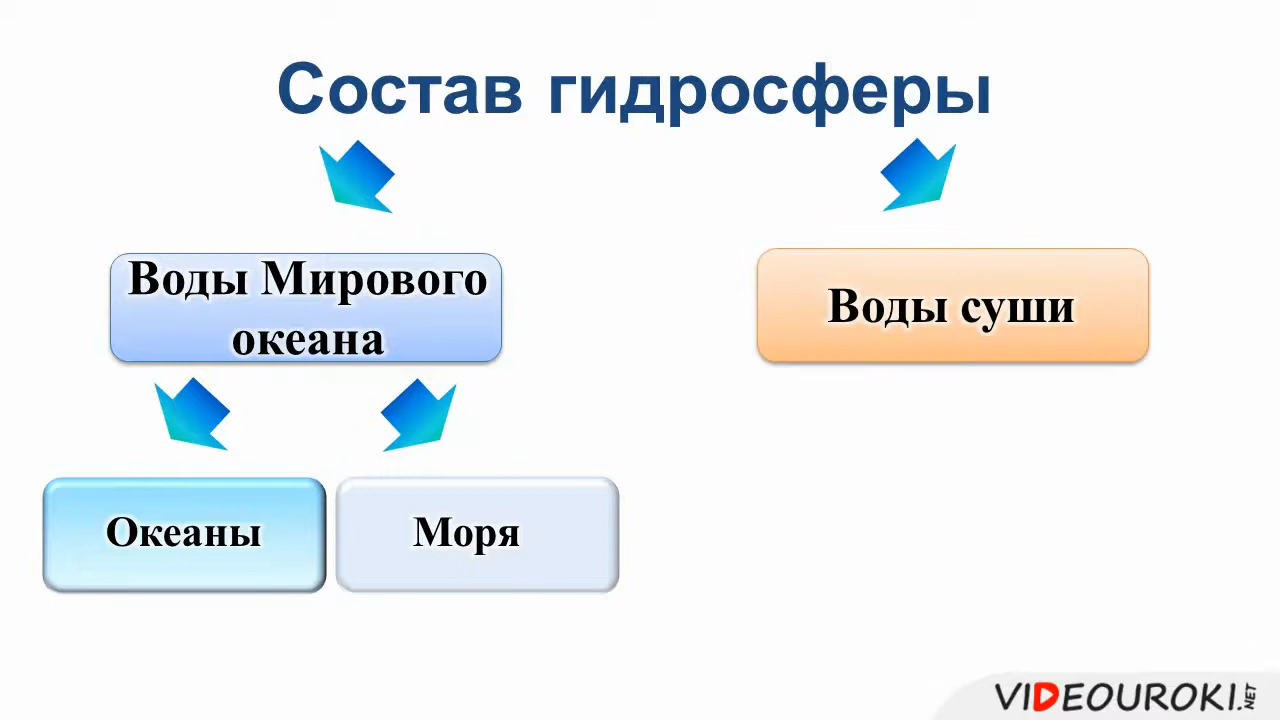 Состав гидросферы
Воды Мирового
океана
Воды суши
Океаны
Моря
VIDEOUROKI.NET